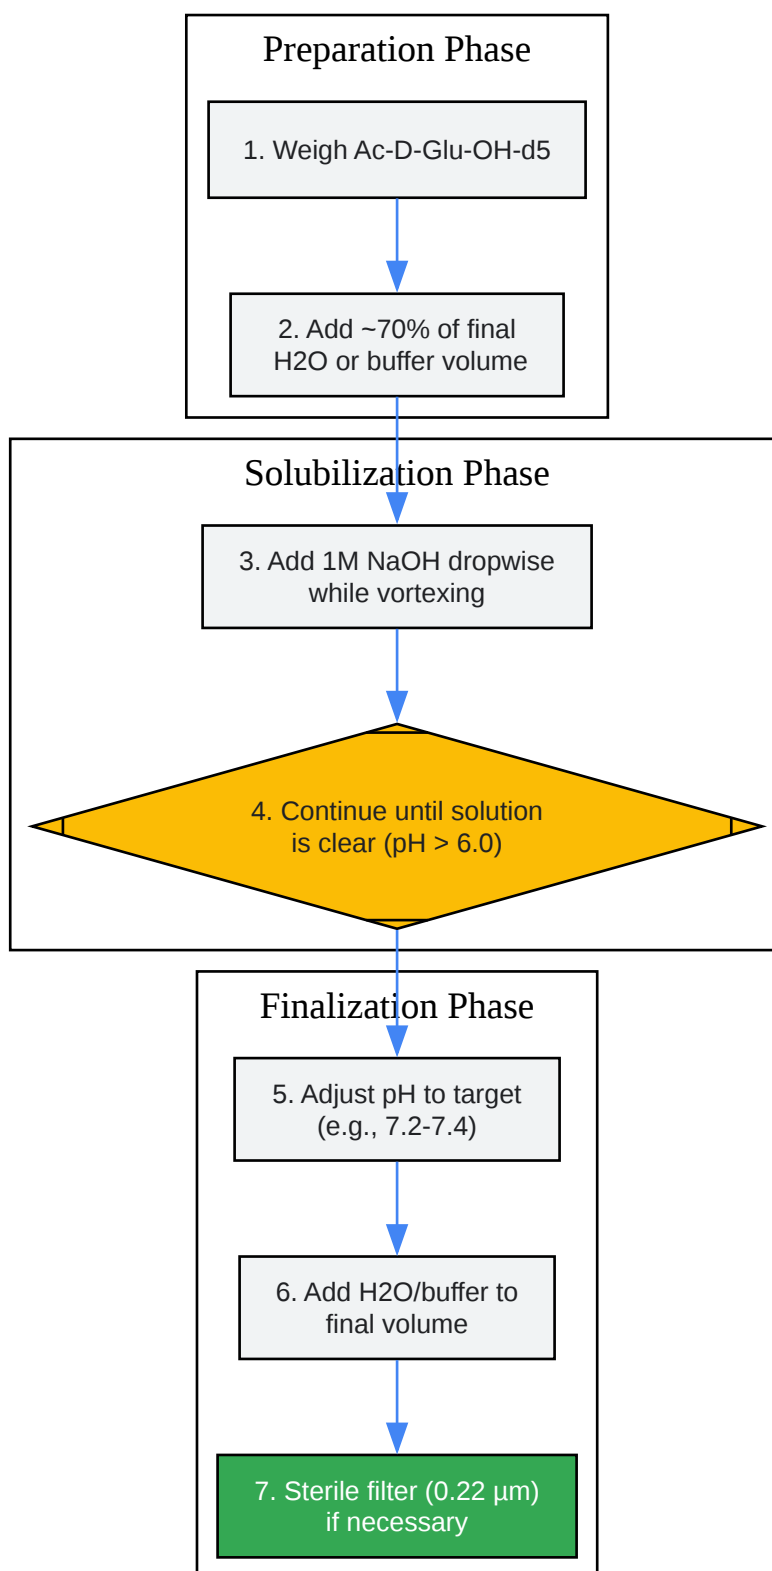 Preparation Phase
1. Weigh Ac-D-Glu-OH-d5
2. Add ~70% of final
H2O or buffer volume
Solubilization Phase
3. Add 1M NaOH dropwise
while vortexing
4. Continue until solution
is clear (pH > 6.0)
Finalization Phase
5. Adjust pH to target
(e.g., 7.2-7.4)
6. Add H2O/buffer to
final volume
7. Sterile filter (0.22 µm)
if necessary